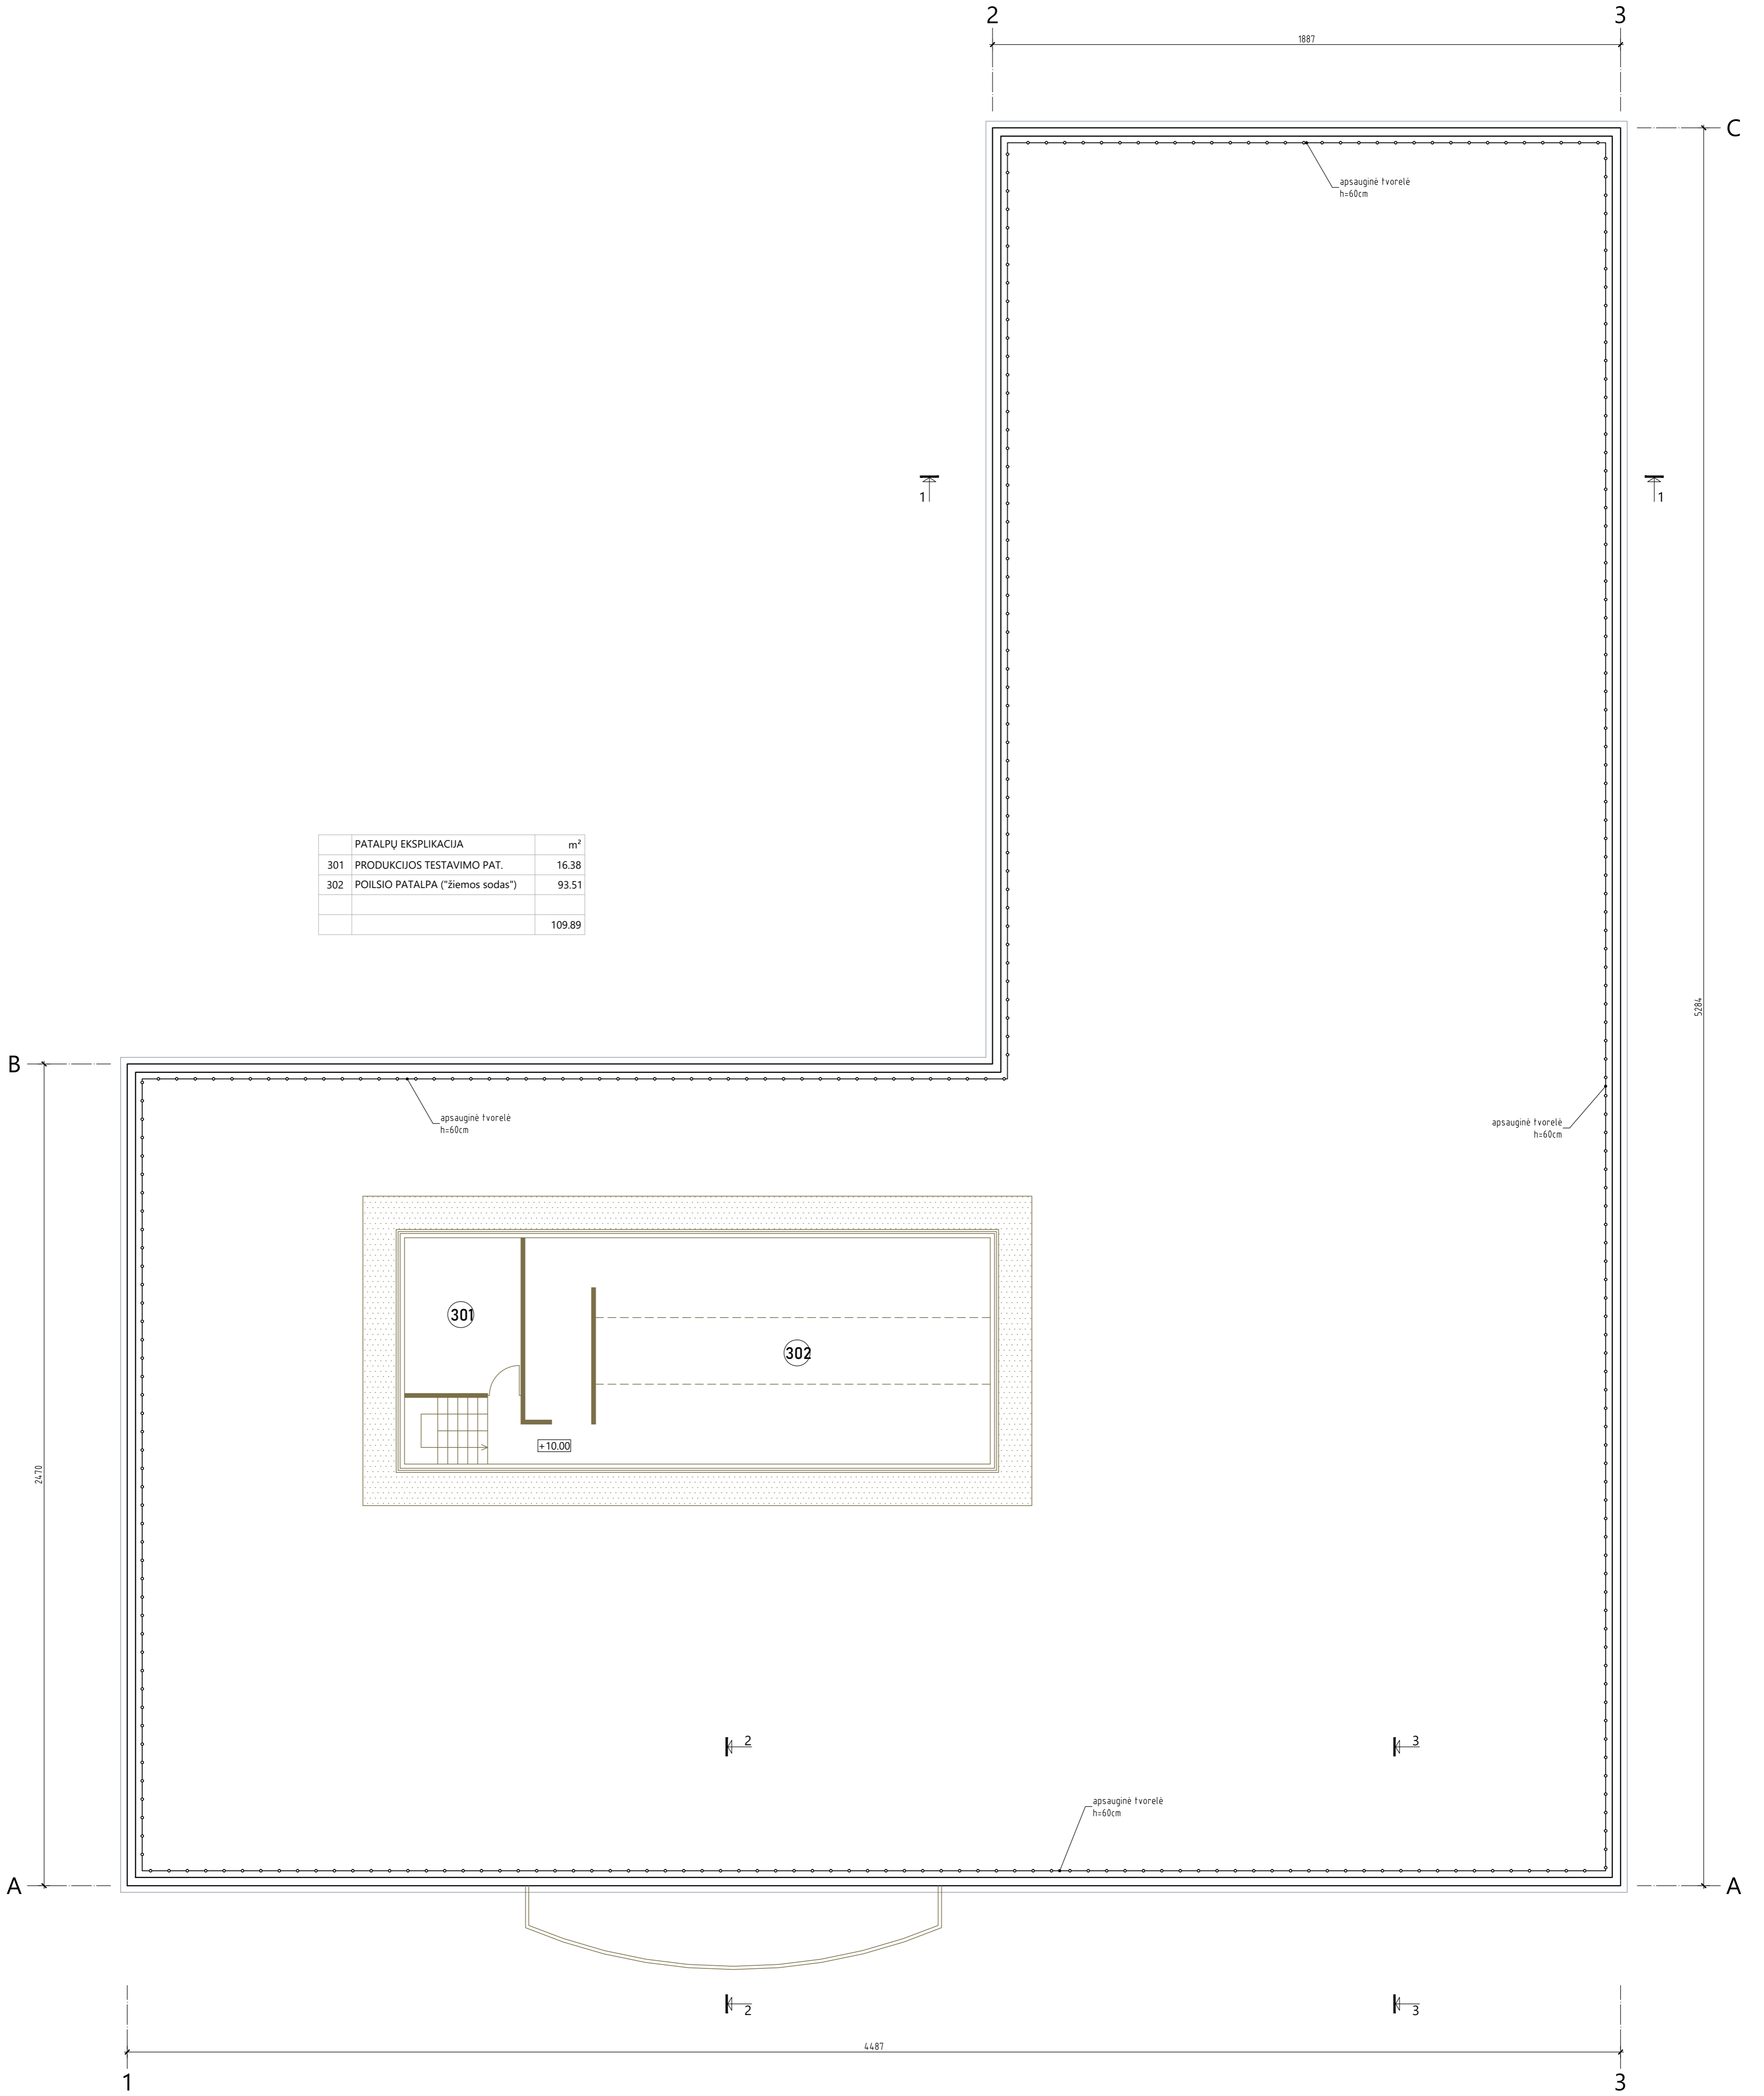 2
3
1887
C
apsauginė tvorelė
h=60cm
1
1
PATALPŲ EKSPLIKACIJA m²
301 PRODUKCIJOS TESTAVIMO PAT. 16.38
302 POILSIO PATALPA ("žiemos sodas") 93.51
109.89
5284
B
apsauginė tvorelė
h=60cm
apsauginė tvorelė
h=60cm
301
302
+10.00
2470
2
3
apsauginė tvorelė
h=60cm
A
A
2
3
4487
1
3